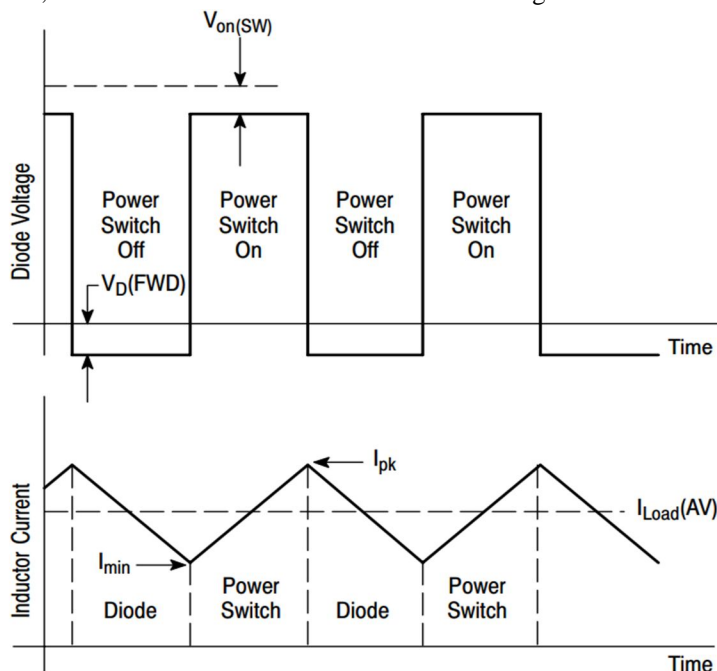 V_on(SW)
Diode Voltage
Power
Switch
Off
Power
Switch
On
Power
Switch
Off
Power
Switch
On
V_D(FWD)
Time
Inductor Current
I_pk
I_Load(AV)
I_min
Diode
Power
Switch
Diode
Power
Switch
Time